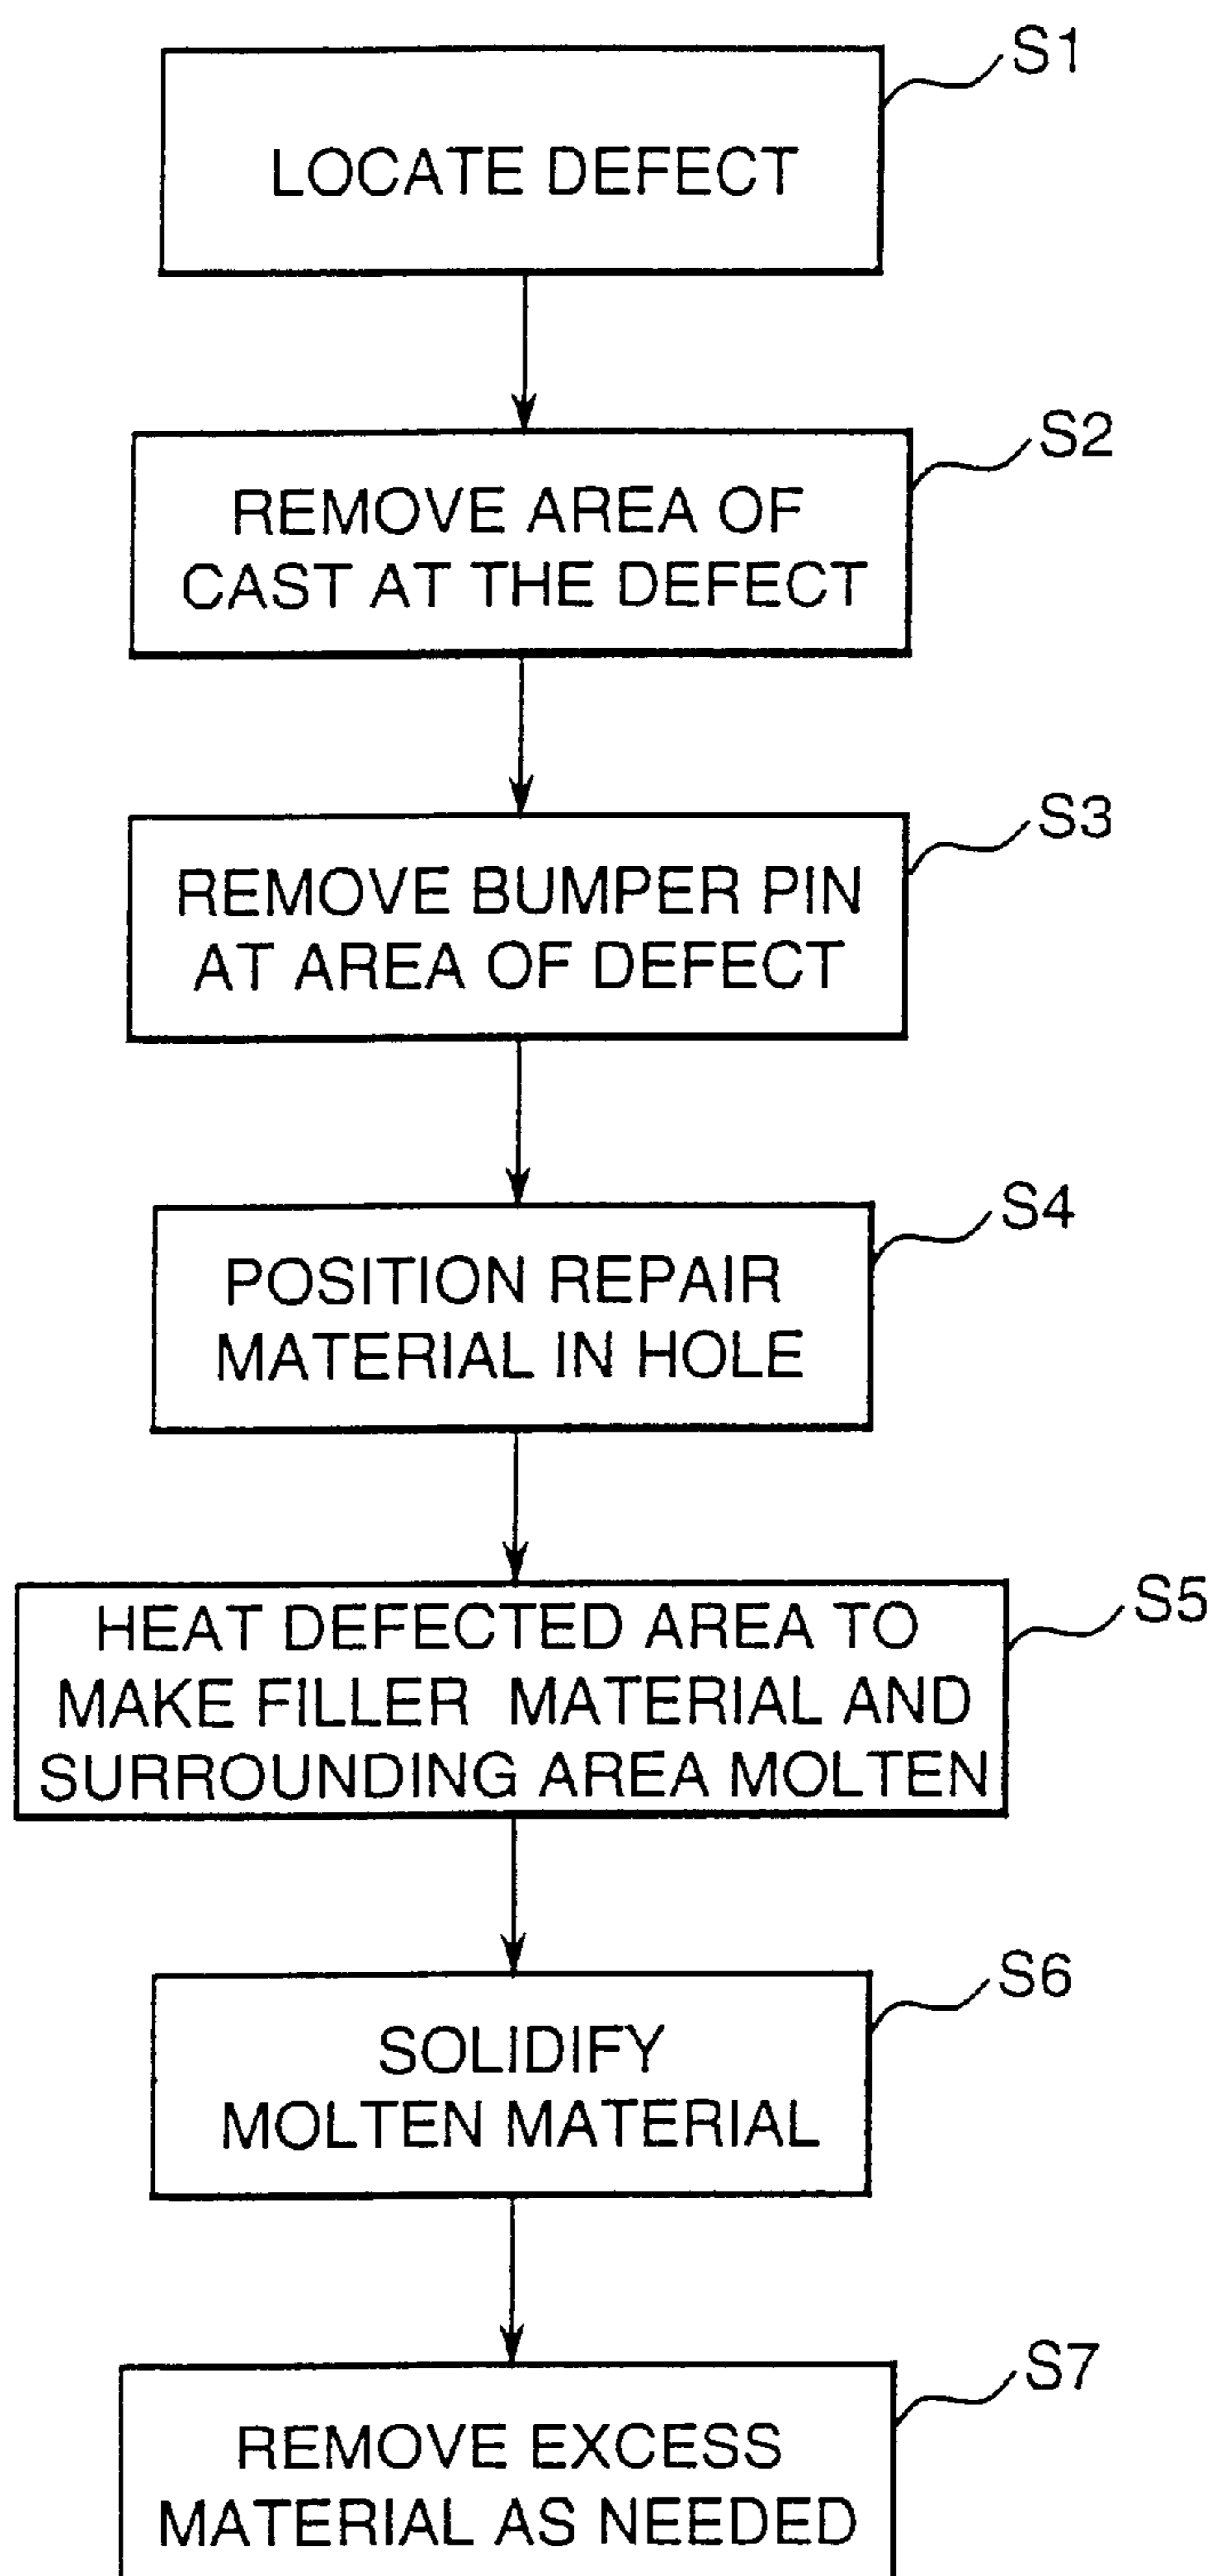 S1
LOCATE DEFECT
S2
REMOVE AREA OF
CAST AT THE DEFECT
S3
REMOVE BUMPER PIN
AT AREA OF DEFECT
S4
POSITION REPAIR
MATERIAL IN HOLE
S5
HEAT DEFECTED AREA TO
MAKE FILLER MATERIAL AND
SURROUNDING AREA MOLTEN
S6
SOLIDIFY
MOLTEN MATERIAL
S7
REMOVE EXCESS
MATERIAL AS NEEDED